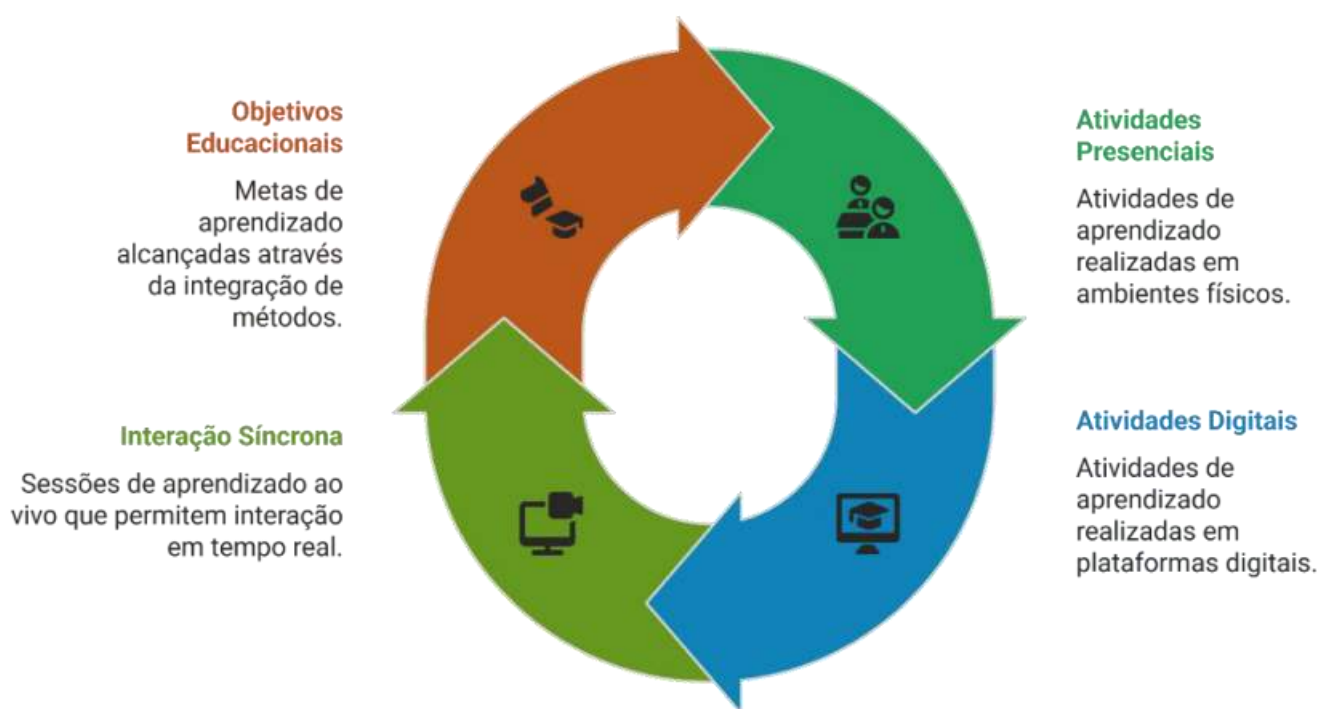 Objetivos
Educacionais
Metas de
aprendizado
alcançadas através
da integração de
métodos.
Atividades
Presenciais
Atividades de
aprendizado
realizadas em
ambientes físicos.
Interação Síncrona
Sessões de aprendizado ao
vivo que permitem interação
em tempo real.
Atividades Digitais
Atividades de
aprendizado
realizadas em
plataformas digitais.